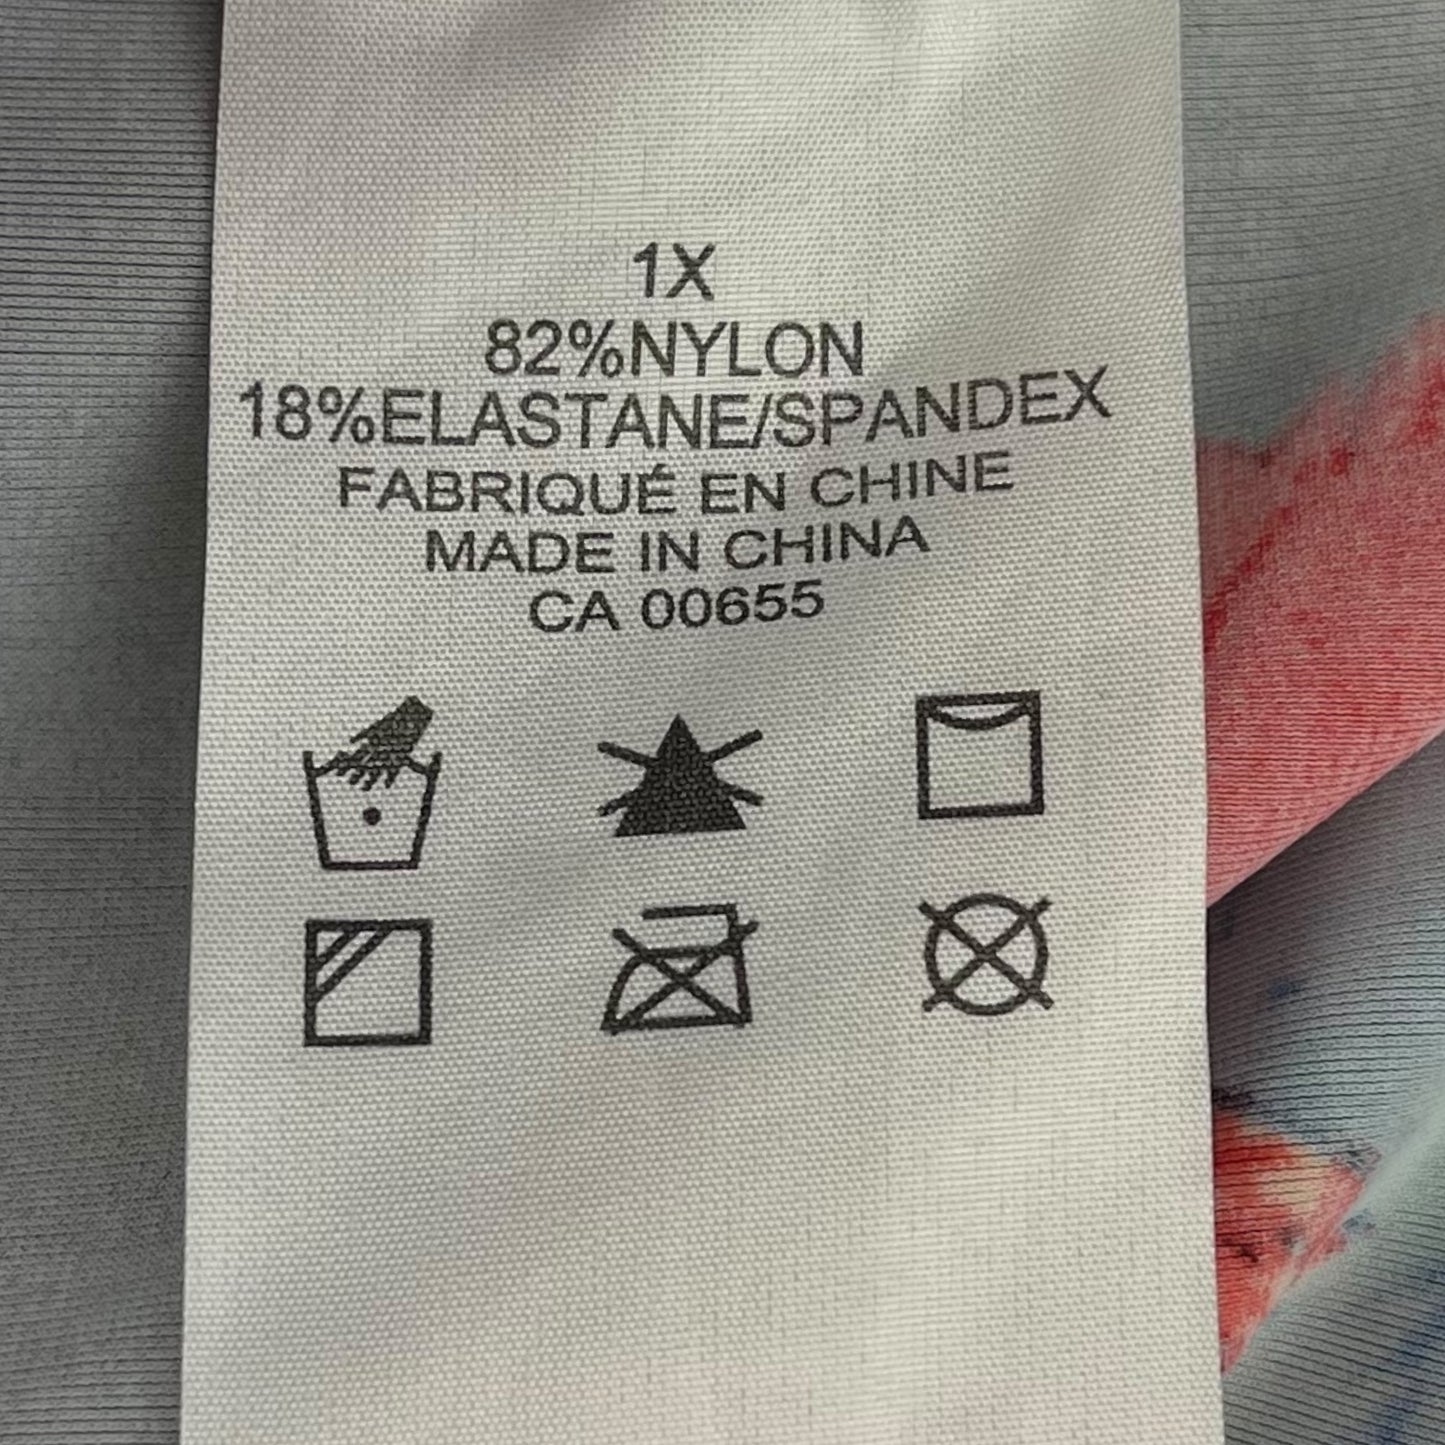 1X
82%NYLON
18%ELASTANE/SPANDEX
FABRIQUÉ EN CHINE
MADE IN CHINA
CA 00655